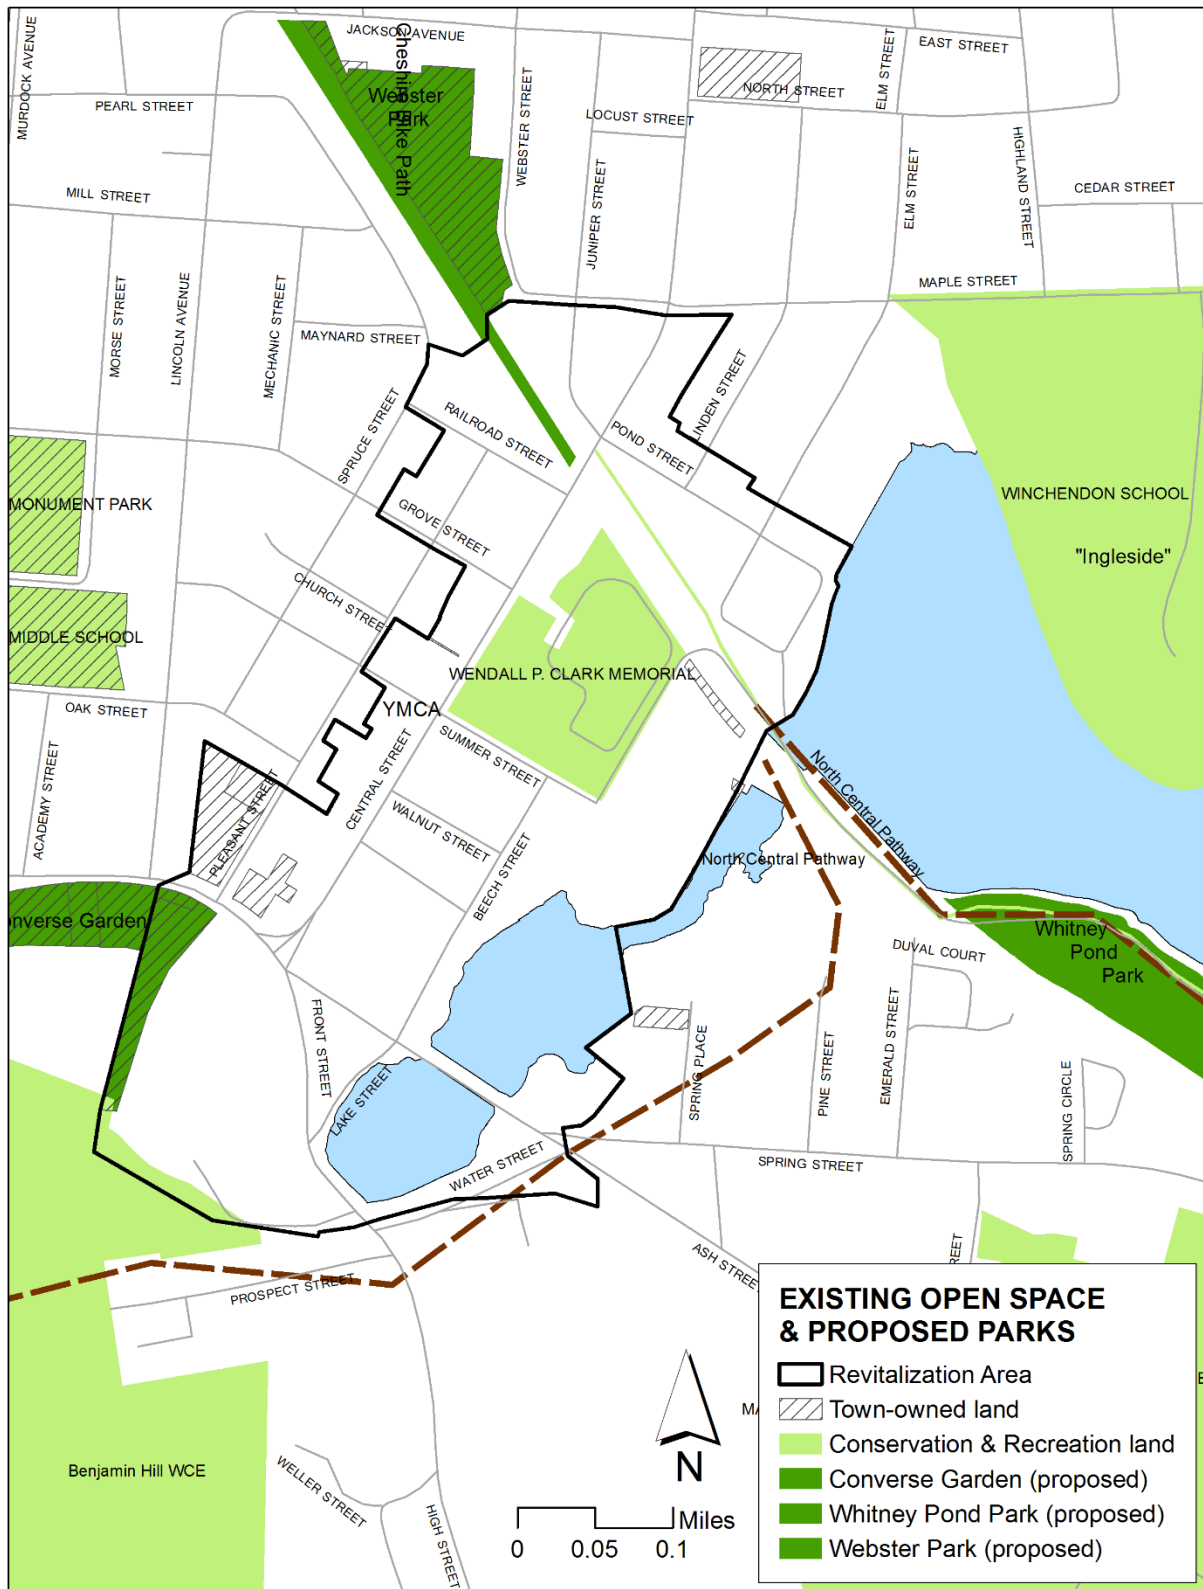 JACKSON AVENUE
EAST STREET
MURDOCK AVENUE
PEARL STREET
Cheshire Pike Path
Webster
Park
WEBSTER STREET
LOCUST STREET
NORTH STREET
ELM STREET
HIGHLAND STREET
CEDAR STREET
MILL STREET
JUNIPER STREET
ELM STREET
MAPLE STREET
MORSE STREET
LINCOLN AVENUE
MECHANIC STREET
MAYNARD STREET
SPRUCE STREET
RAILROAD STREET
POND STREET
LINDEN STREET
MONUMENT PARK
GROVE STREET
WINCHENDON SCHOOL
"Ingleside"
CHURCH STREET
MIDDLE SCHOOL
WENDALL P. CLARK MEMORIAL
OAK STREET
YMCA
SUMMER STREET
ACADEMY STREET
PLEASANT STREET
CENTRAL STREET
WALNUT STREET
BEECH STREET
North Central Pathway
North Central Pathway
onverse Garden
Whitney
Pond
Park
DUVAL COURT
FRONT STREET
LAKE STREET
SPRING PLACE
PINE STREET
EMERALD STREET
SPRING CIRCLE
WATER STREET
SPRING STREET
ASH STREET
STREET
PROSPECT STREET
Benjamin Hill WCE
WELLER STREET
HIGH STREET
MA
E
N
Miles
0 0.05 0.1
EXISTING OPEN SPACE
& PROPOSED PARKS
Revitalization Area
Town-owned land
Conservation & Recreation land
Converse Garden (proposed)
Whitney Pond Park (proposed)
Webster Park (proposed)